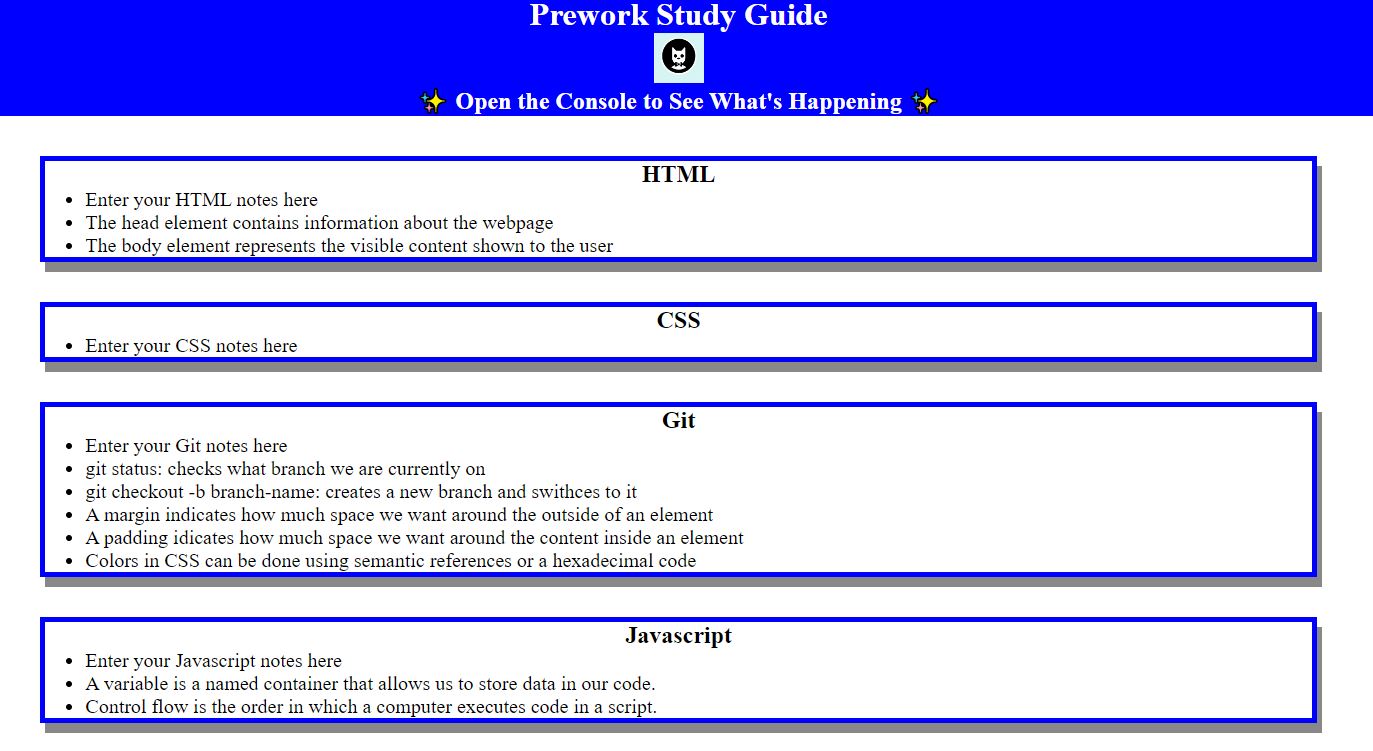 Prework Study Guide
✨ Open the Console to See What's Happening ✨
HTML
• Enter your HTML notes here
• The head element contains information about the webpage
• The body element represents the visible content shown to the user
CSS
• Enter your CSS notes here
Git
• Enter your Git notes here
• git status: checks what branch we are currently on
• git checkout -b branch-name: creates a new branch and swithces to it
• A margin indicates how much space we want around the outside of an element
• A padding idicates how much space we want around the content inside an element
• Colors in CSS can be done using semantic references or a hexadecimal code
Javascript
• Enter your Javascript notes here
• A variable is a named container that allows us to store data in our code.
• Control flow is the order in which a computer executes code in a script.